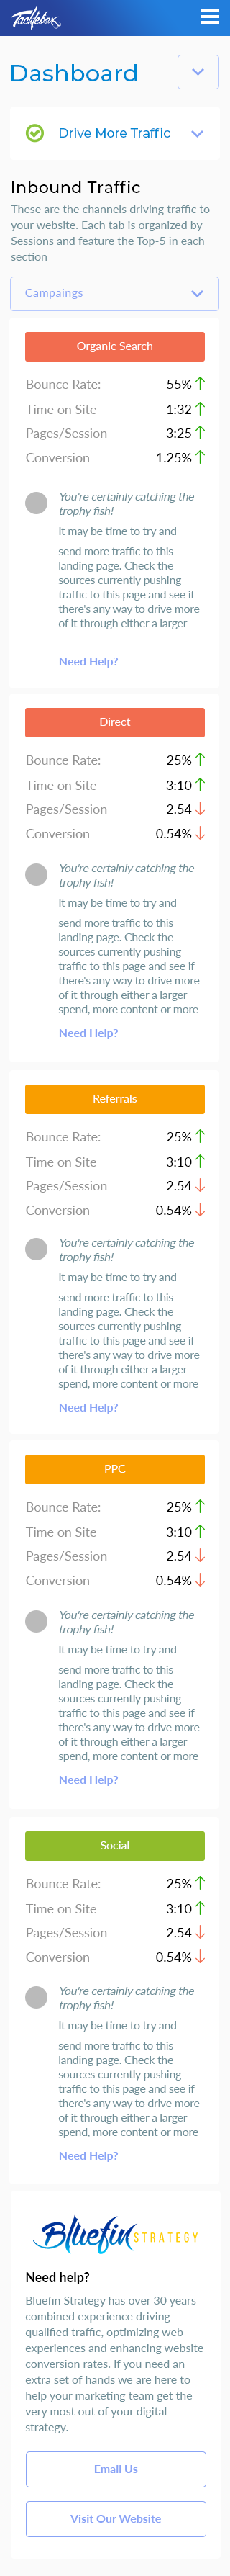 Tacklebox
Dashboard
Drive More Traffic
Inbound Traffic
These are the channels driving traffic to
your website. Each tab is organized by
Sessions and feature the Top-5 in each
section
Campaings
Organic Search
Bounce Rate: 55%
Time on Site 1:32
Pages/Session 3:25
Conversion 1.25%
You're certainly catching the
trophy fish!
It may be time to try and
send more traffic to this
landing page. Check the
sources currently pushing
traffic to this page and see if
there's any way to drive more
of it through either a larger
Need Help?
Direct
Bounce Rate: 25%
Time on Site 3:10
Pages/Session 2.54
Conversion 0.54%
You're certainly catching the
trophy fish!
It may be time to try and
send more traffic to this
landing page. Check the
sources currently pushing
traffic to this page and see if
there's any way to drive more
of it through either a larger
spend, more content or more
Need Help?
Referrals
Bounce Rate: 25%
Time on Site 3:10
Pages/Session 2.54
Conversion 0.54%
You're certainly catching the
trophy fish!
It may be time to try and
send more traffic to this
landing page. Check the
sources currently pushing
traffic to this page and see if
there's any way to drive more
of it through either a larger
spend, more content or more
Need Help?
PPC
Bounce Rate: 25%
Time on Site 3:10
Pages/Session 2.54
Conversion 0.54%
You're certainly catching the
trophy fish!
It may be time to try and
send more traffic to this
landing page. Check the
sources currently pushing
traffic to this page and see if
there's any way to drive more
of it through either a larger
spend, more content or more
Need Help?
Social
Bounce Rate: 25%
Time on Site 3:10
Pages/Session 2.54
Conversion 0.54%
You're certainly catching the
trophy fish!
It may be time to try and
send more traffic to this
landing page. Check the
sources currently pushing
traffic to this page and see if
there's any way to drive more
of it through either a larger
spend, more content or more
Need Help?
Bluefin STRATEGY
Need help?
Bluefin Strategy has over 30 years
combined experience driving
qualified traffic, optimizing web
experiences and enhancing website
conversion rates. If you need an
extra set of hands we are here to
help your marketing team get the
very most out of your digital
strategy.
Email Us
Visit Our Website